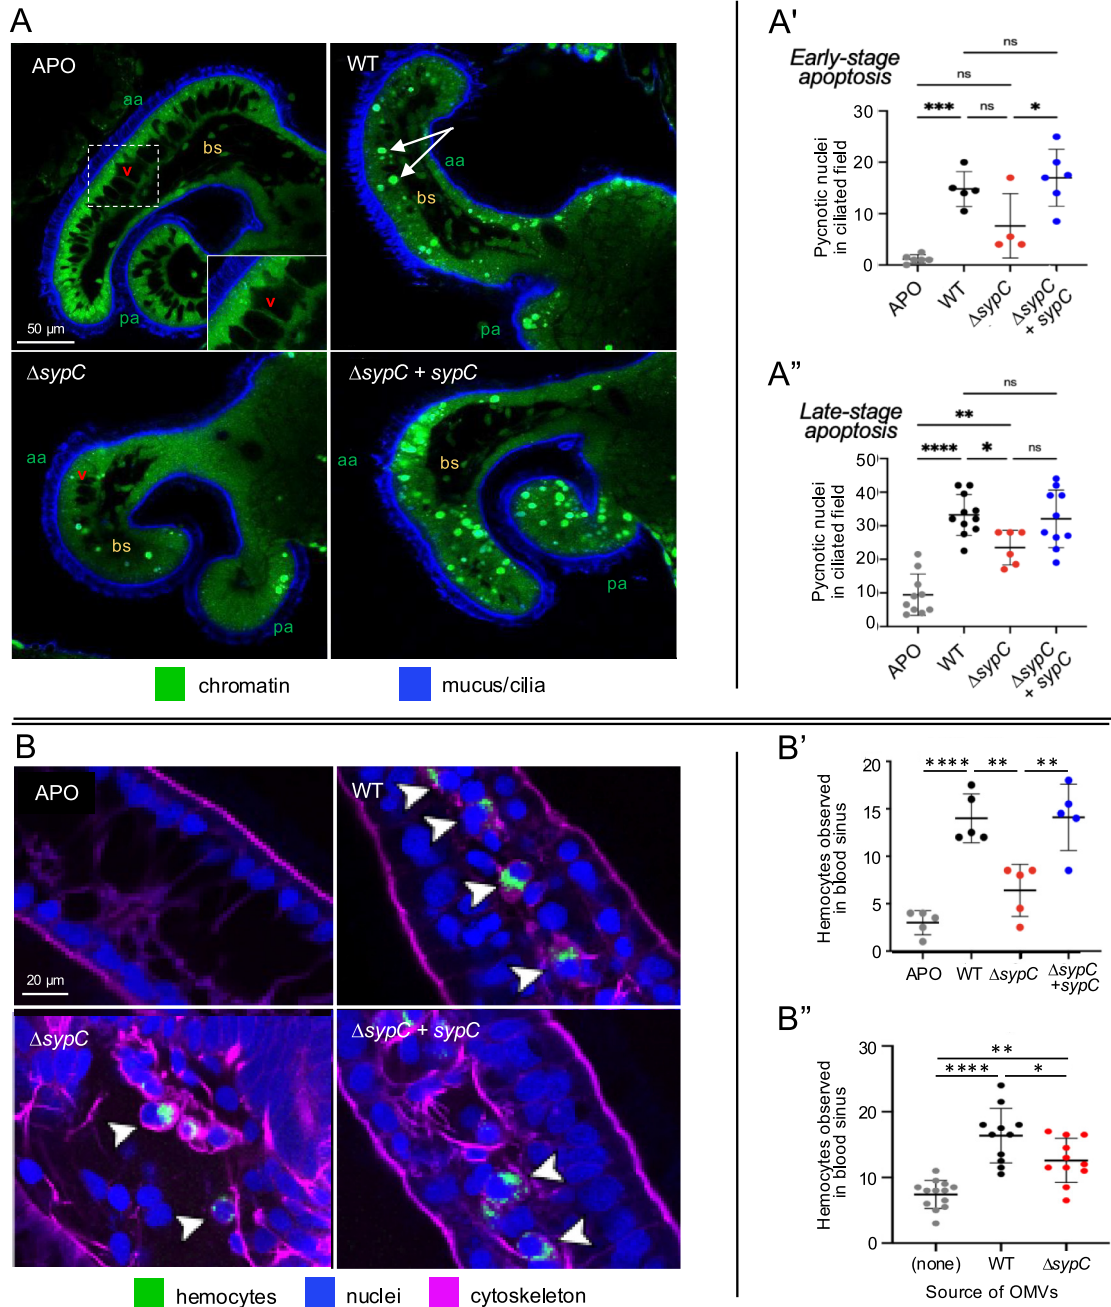 A
APO
aa
v
bs
v
pa
50 µm
WT
aa
bs
pa
ΔsypC
aa
v
bs
pa
ΔsypC + sypC
aa
bs
pa
chromatin
mucus/cilia
A'
Early-stage
apoptosis
ns
ns
***
ns
*
Pycnotic nuclei
in ciliated field
30
20
10
0
APO
WT
ΔsypC
ΔsypC
+ sypC
A”
Late-stage
apoptosis
ns
**
****
*
ns
Pycnotic nuclei
in ciliated field
50
40
30
20
10
0
APO
WT
ΔsypC
ΔsypC
+ sypC
B
APO
20 µm
WT
ΔsypC
ΔsypC + sypC
hemocytes
nuclei
cytoskeleton
B’
****
**
**
Hemocytes observed
in blood sinus
20
15
10
5
0
APO
WT
ΔsypC
ΔsypC
+sypC
B”
**
****
*
Hemocytes observed
in blood sinus
30
20
10
0
(none)
WT
ΔsypC
Source of OMVs